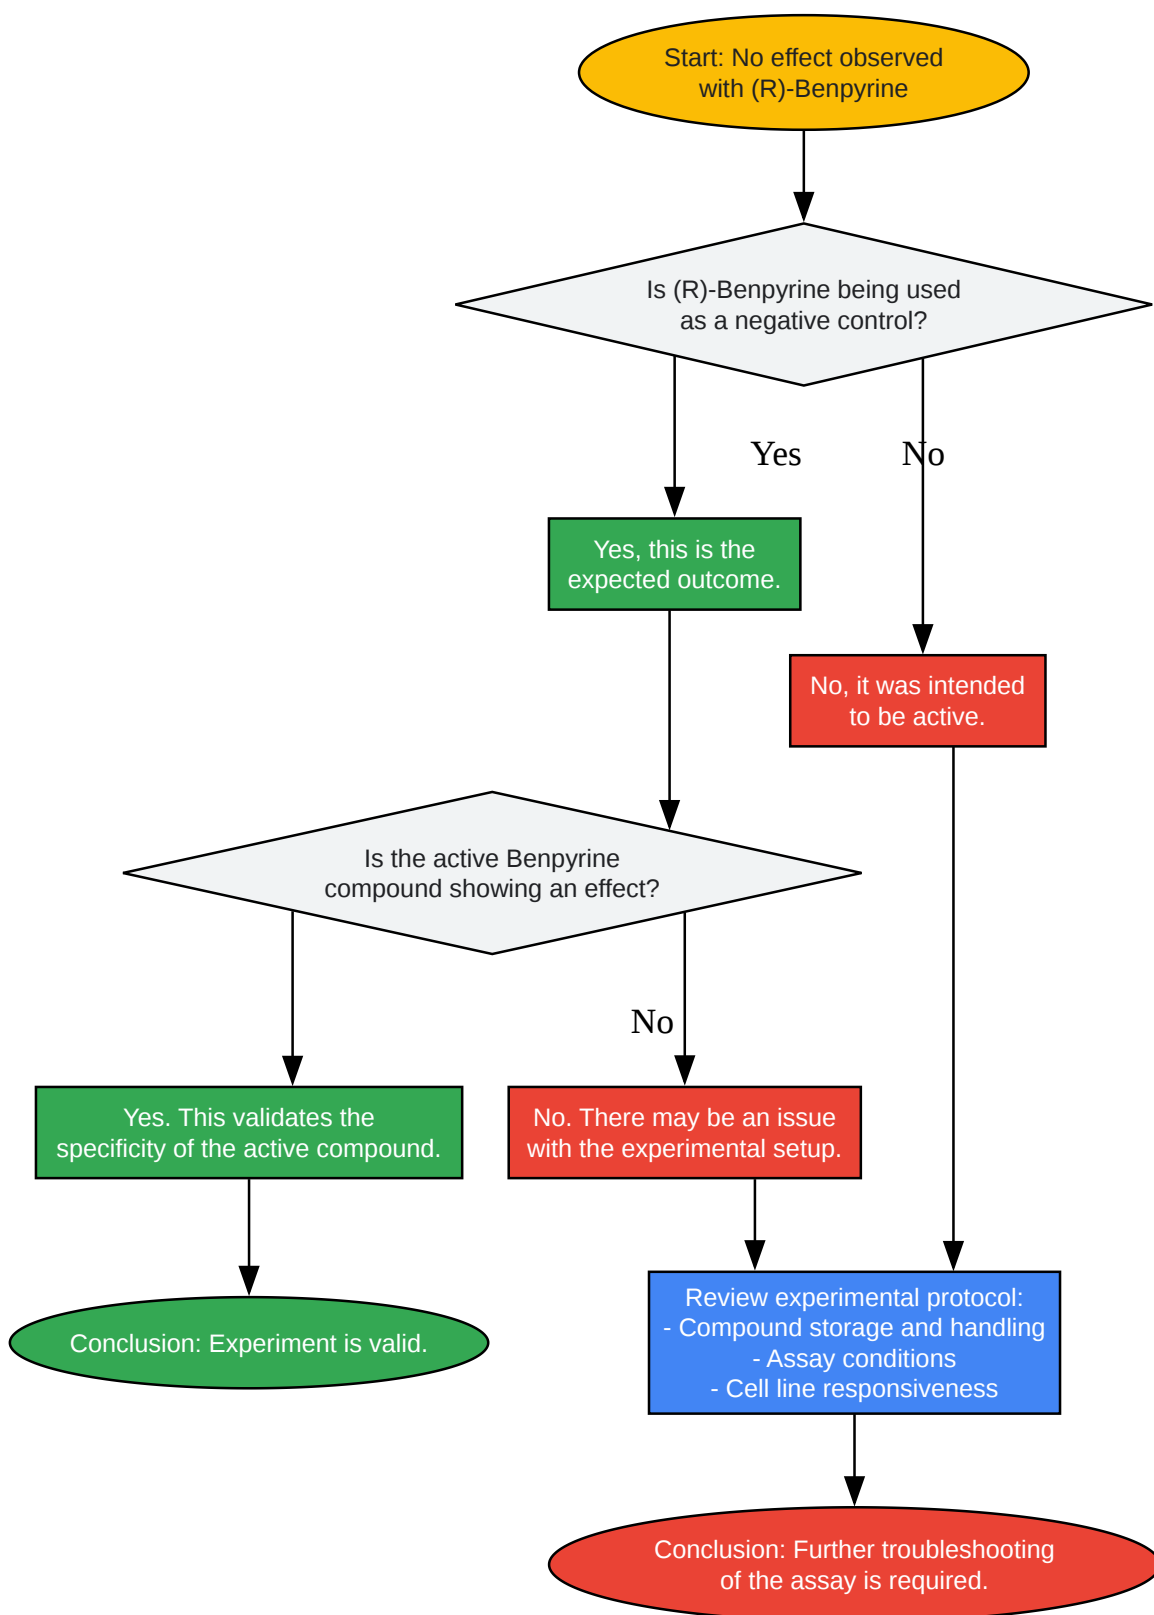 Start: No effect observed
with (R)-Benpyrine
Is (R)-Benpyrine being used
as a negative control?
Yes
No
Yes, this is the
expected outcome.
No, it was intended
to be active.
Is the active Benpyrine
compound showing an effect?
No
Yes. This validates the
specificity of the active compound.
No. There may be an issue
with the experimental setup.
Review experimental protocol:
- Compound storage and handling
- Assay conditions
- Cell line responsiveness
Conclusion: Experiment is valid.
Conclusion: Further troubleshooting
of the assay is required.